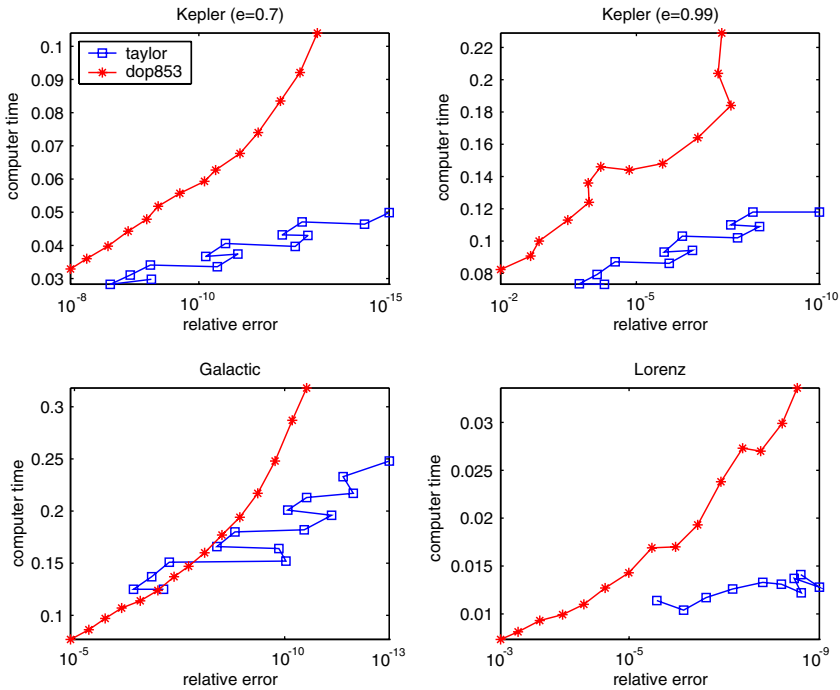 Kepler (e=0.7)
0.1
0.09
0.08
0.07
0.06
0.05
0.04
0.03
computer time
taylor
dop853
10^-8
10^-10
10^-15
relative error
Kepler (e=0.99)
0.22
0.2
0.18
0.16
0.14
0.12
0.1
0.08
computer time
10^-2
10^-5
10^-10
relative error
Galactic
0.3
0.25
0.2
0.15
0.1
computer time
10^-5
10^-10
10^-13
relative error
Lorenz
0.03
0.025
0.02
0.015
0.01
computer time
10^-3
10^-5
10^-7
10^-9
relative error